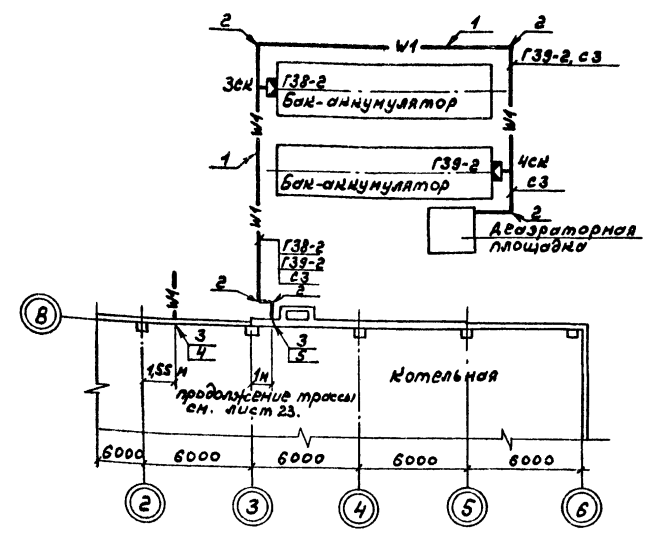 2
1
2
W1
Г39-2, С3
3СК
Г38-2
Бак-аккумулятор
W1
W1
1
Г39-2
4СК
Бак-аккумулятор
С3
W1
2
Деаэраторная
площадка
Г38-2
Г39-2
С3
2
2
W1
В
3
4
3
5
1,55 м
1м
Котельная
продолжение трассы
см. лист 23.
6000
6000
6000
6000
6000
2
3
4
5
6